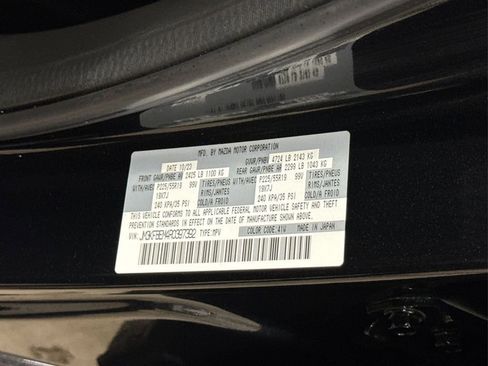 MFD. BY MAZDA MOTOR CORPORATION
DATE 10/23 GVWR/PNBV 4724 LB 2143 KG
FRONT GAWR/PNBE AV 2425 LB 1100 KG REAR GAWR/PNBE AR 2299 LB 1043 KG
WITH/AVEC P225/55R19 99V TIRES/PNEUS WITH/AVEC P225/55R19 99V TIRES/PNEUS
19X7J RIMS/JANTES 19X7J RIMS/JANTES
240 KPA/35 PSI COLD/A FROID 240 KPA/35 PSI COLD/A FROID
THIS VEHICLE CONFORMS TO ALL APPLICABLE FEDERAL MOTOR VEHICLE SAFETY, BUMPER, AND THEFT
PREVENTION STANDARDS IN EFFECT ON THE DATE OF MANUFACTURE SHOWN ABOVE.
VIN: TYPE:MPV COLOR CODE:41W MADE IN JAPAN